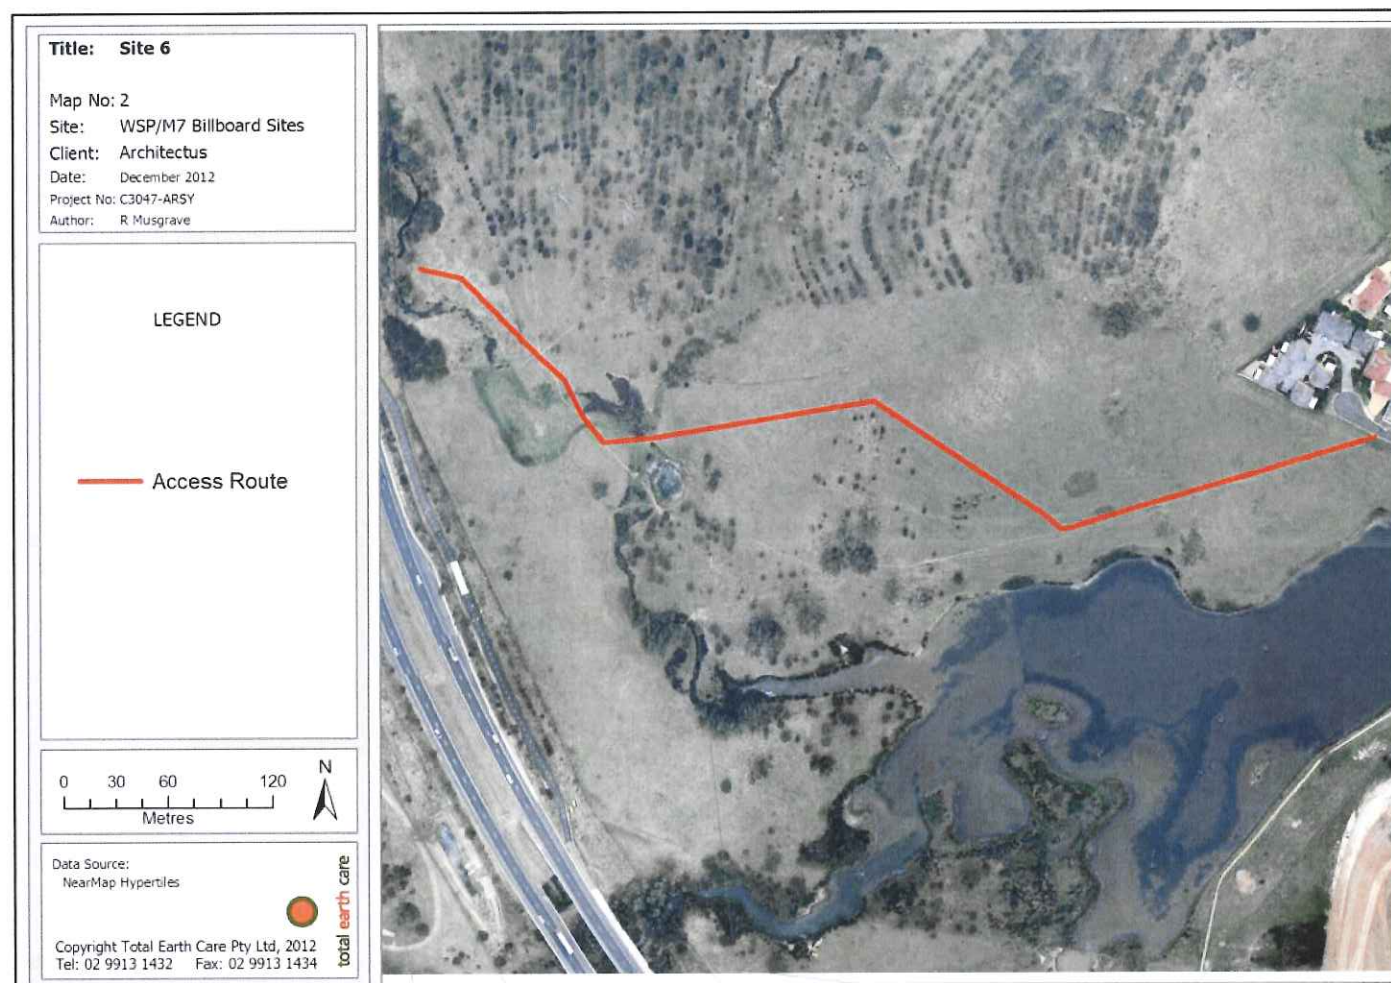 Title: Site 6
Map No: 2
Site: WSP/M7 Billboard Sites
Client: Architectus
Date: December 2012
Project No: C3047-ARSY
Author: R Musgrave
LEGEND
Access Route
0 30 60 120
Metres
N
Data Source:
NearMap Hypertiles
total earth care
Copyright Total Earth Care Pty Ltd, 2012
Tel: 02 9913 1432 Fax: 02 9913 1434